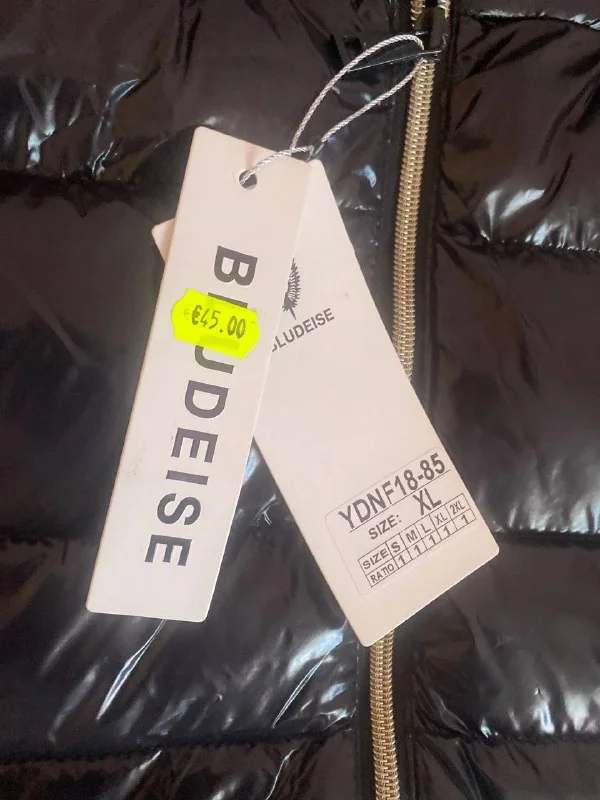 BLUDEISE
€45.00
BLUDEISE
YDNF18-85
SIZE: XL
SIZE S M L XL 2XL
RATIO 1 1 1 1 1